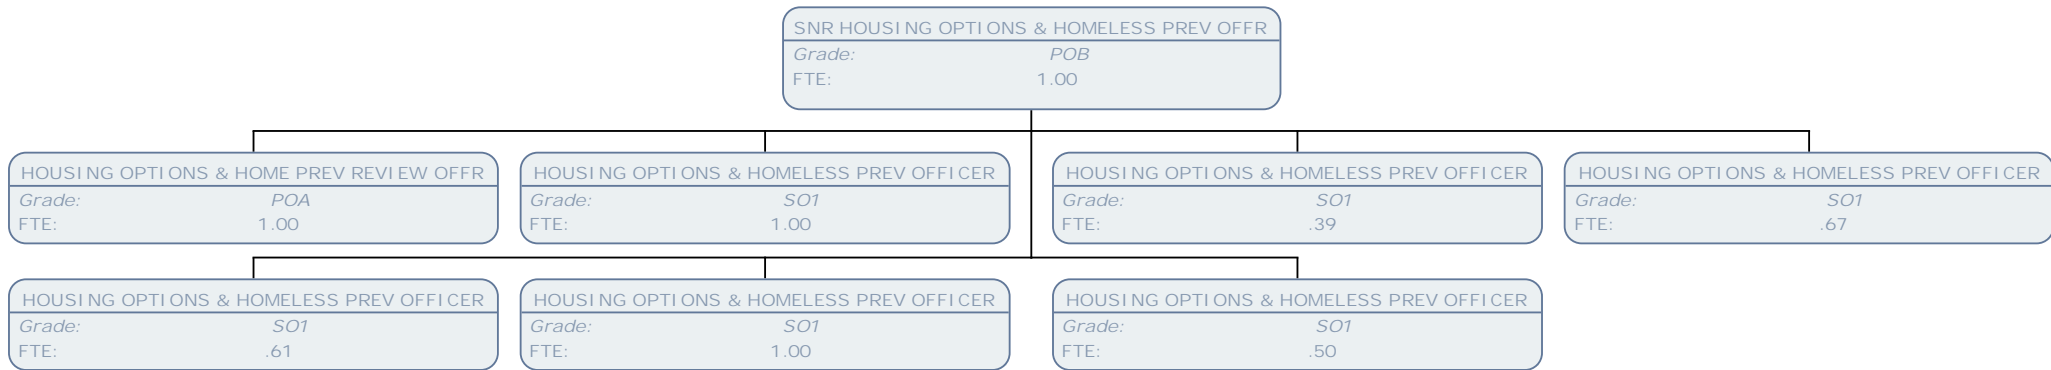 SNR HOUSING OPTIONS & HOMELESS PREV OFFR
Grade: POB
FTE: 1.00
HOUSING OPTIONS & HOME PREV REVIEW OFFR
Grade: POA
FTE: 1.00
HOUSING OPTIONS & HOMELESS PREV OFFICER
Grade: SO1
FTE: 1.00
HOUSING OPTIONS & HOMELESS PREV OFFICER
Grade: SO1
FTE: .39
HOUSING OPTIONS & HOMELESS PREV OFFICER
Grade: SO1
FTE: .67
HOUSING OPTIONS & HOMELESS PREV OFFICER
Grade: SO1
FTE: .61
HOUSING OPTIONS & HOMELESS PREV OFFICER
Grade: SO1
FTE: 1.00
HOUSING OPTIONS & HOMELESS PREV OFFICER
Grade: SO1
FTE: .50